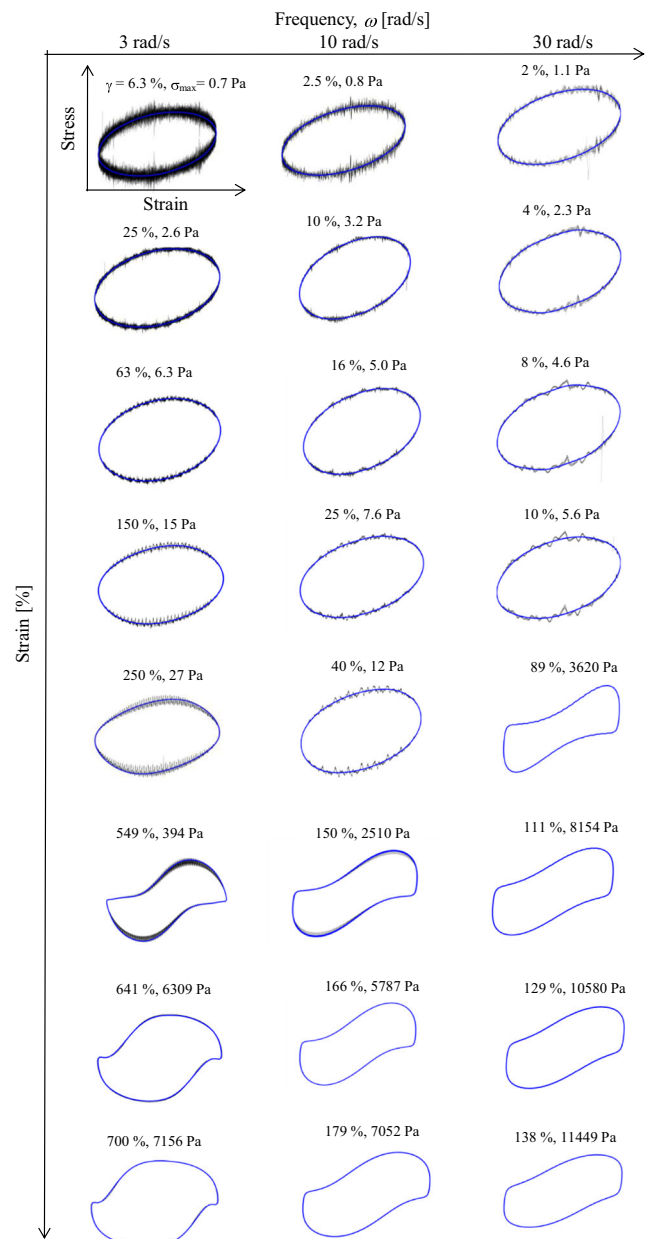 Frequency, ω [rad/s]
3 rad/s 10 rad/s 30 rad/s
γ = 6.3 %, σmax= 0.7 Pa 2.5 %, 0.8 Pa 2 %, 1.1 Pa
Stress
Strain
25 %, 2.6 Pa 10 %, 3.2 Pa 4 %, 2.3 Pa
63 %, 6.3 Pa 16 %, 5.0 Pa 8 %, 4.6 Pa
150 %, 15 Pa 25 %, 7.6 Pa 10 %, 5.6 Pa
Strain [%]
250 %, 27 Pa 40 %, 12 Pa 89 %, 3620 Pa
549 %, 394 Pa 150 %, 2510 Pa 111 %, 8154 Pa
641 %, 6309 Pa 166 %, 5787 Pa 129 %, 10580 Pa
700 %, 7156 Pa 179 %, 7052 Pa 138 %, 11449 Pa